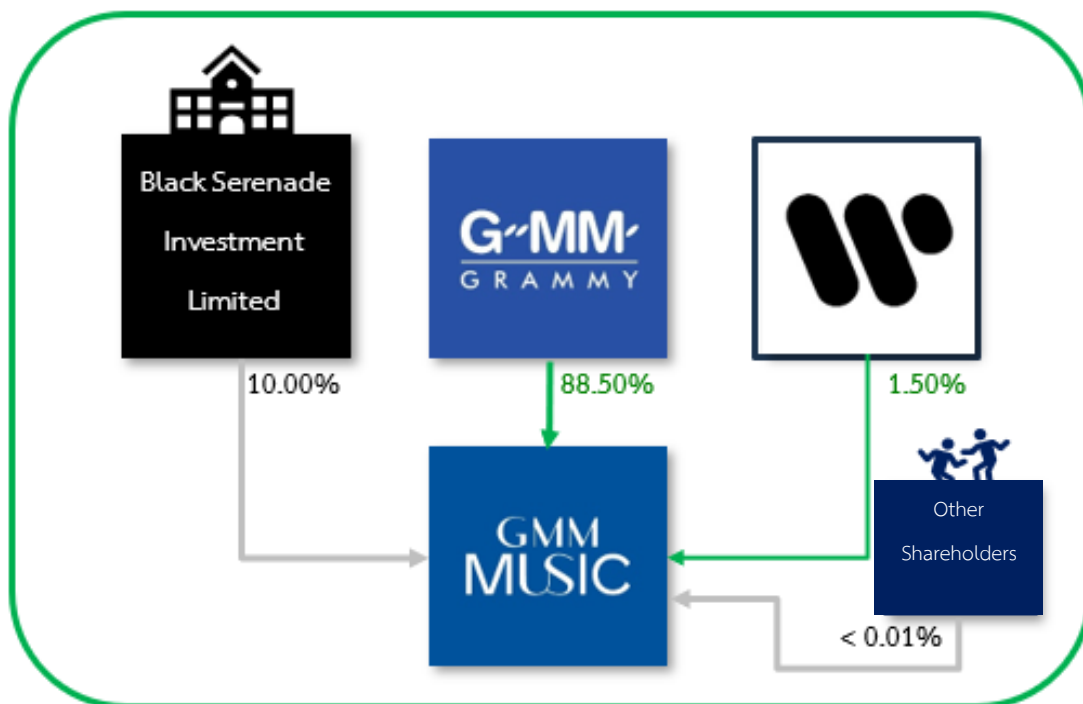 Black Serenade
Investment
Limited
G MM
GRAMMY
10.00%
88.50%
1.50%
GMM
MUSIC
Other
Shareholders
< 0.01%